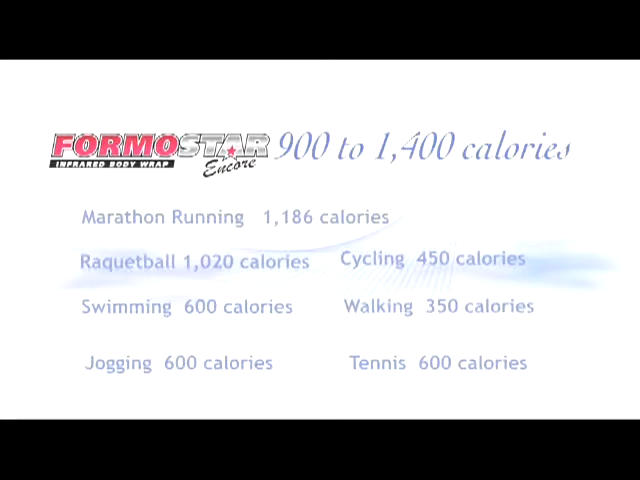 FORMOSTAR 900 to 1,400 calories
INFRARED BODY WRAP Encore
Marathon Running 1,186 calories
Raquetball 1,020 calories Cycling 450 calories
Swimming 600 calories Walking 350 calories
Jogging 600 calories Tennis 600 calories